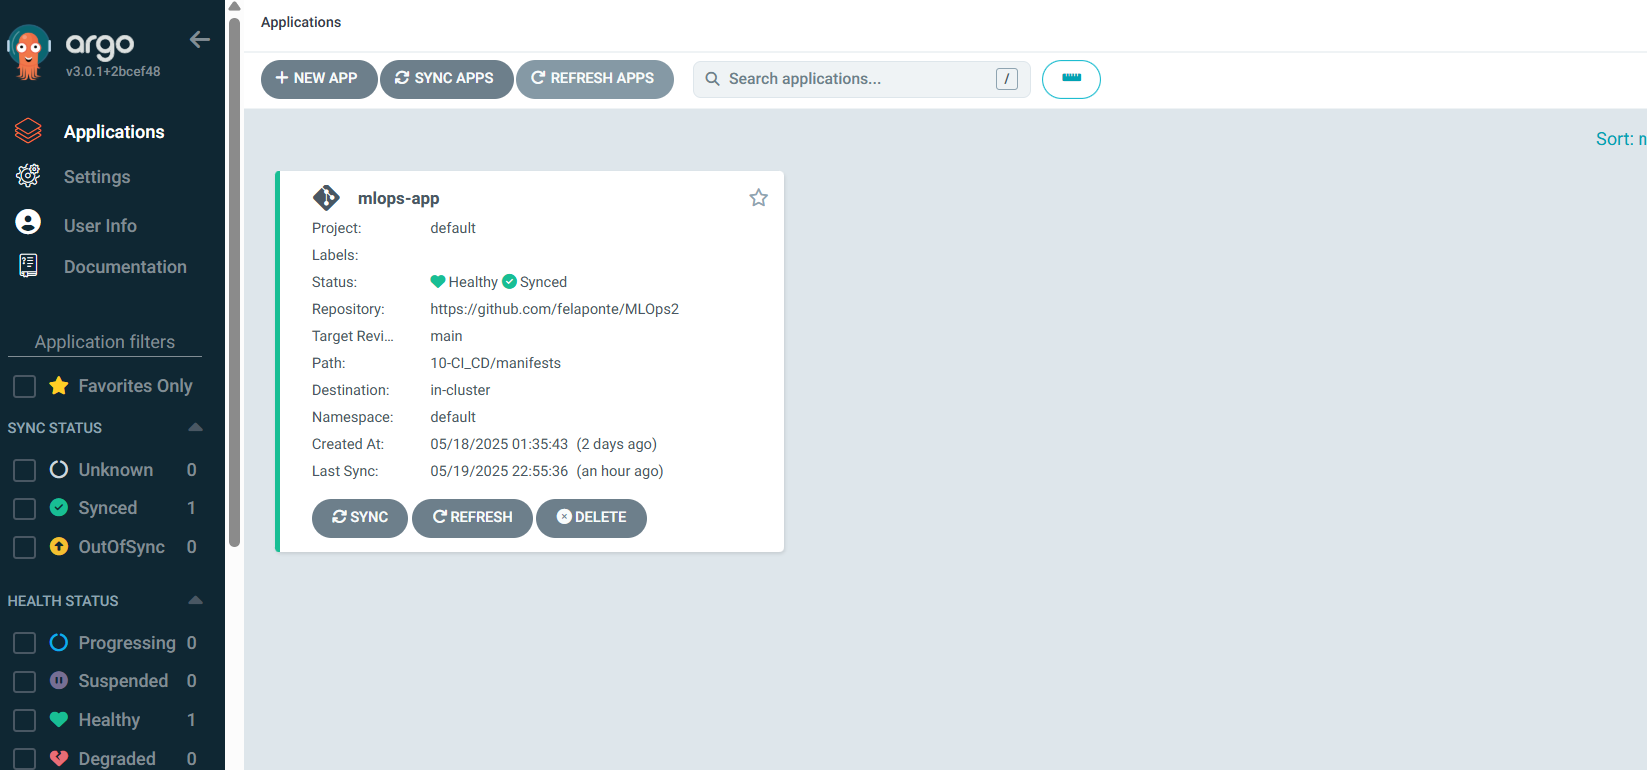 argo
v3.0.1+2bcef48
Applications
Settings
User Info
Documentation
Application filters
Favorites Only
SYNC STATUS
Unknown 0
Synced 1
OutOfSync 0
HEALTH STATUS
Progressing 0
Suspended 0
Healthy 1
Degraded 0
Applications
NEW APP SYNC APPS REFRESH APPS Search applications... /
Sort: n
mlops-app
Project: default
Labels:
Status: Healthy Synced
Repository: https://github.com/felaponte/MLOps2
Target Revi... main
Path: 10-CI_CD/manifests
Destination: in-cluster
Namespace: default
Created At: 05/18/2025 01:35:43 (2 days ago)
Last Sync: 05/19/2025 22:55:36 (an hour ago)
SYNC REFRESH DELETE